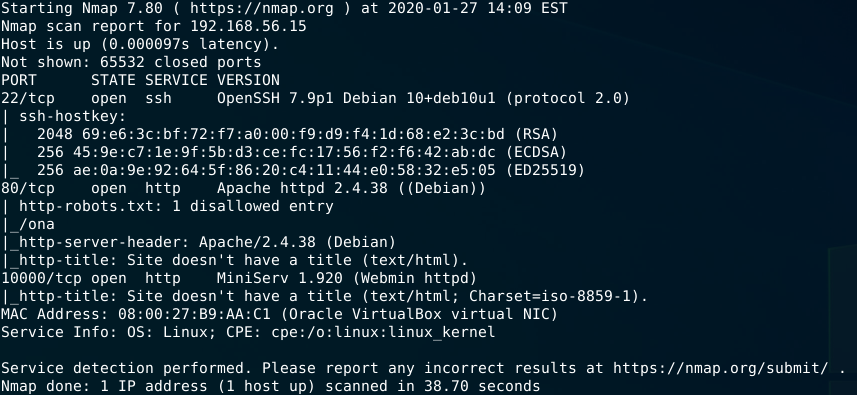 Starting Nmap 7.80 ( https://nmap.org ) at 2020-01-27 14:09 EST
Nmap scan report for 192.168.56.15
Host is up (0.000097s latency).
Not shown: 65532 closed ports
PORT      STATE SERVICE VERSION
22/tcp    open  ssh     OpenSSH 7.9p1 Debian 10+deb10u1 (protocol 2.0)
| ssh-hostkey:
|   2048 69:e6:3c:bf:72:f7:a0:00:f9:d9:f4:1d:68:e2:3c:bd (RSA)
|   256 45:9e:c7:1e:9f:5b:d3:ce:fc:17:56:f2:f6:42:ab:dc (ECDSA)
|_  256 ae:0a:9e:92:64:5f:86:20:c4:11:44:e0:58:32:e5:05 (ED25519)
80/tcp    open  http    Apache httpd 2.4.38 ((Debian))
| http-robots.txt: 1 disallowed entry
|_/ona
|_http-server-header: Apache/2.4.38 (Debian)
|_http-title: Site doesn't have a title (text/html).
10000/tcp open  http    MiniServ 1.920 (Webmin httpd)
|_http-title: Site doesn't have a title (text/html; Charset=iso-8859-1).
MAC Address: 08:00:27:B9:AA:C1 (Oracle VirtualBox virtual NIC)
Service Info: OS: Linux; CPE: cpe:/o:linux:linux_kernel

Service detection performed. Please report any incorrect results at https://nmap.org/submit/ .
Nmap done: 1 IP address (1 host up) scanned in 38.70 seconds